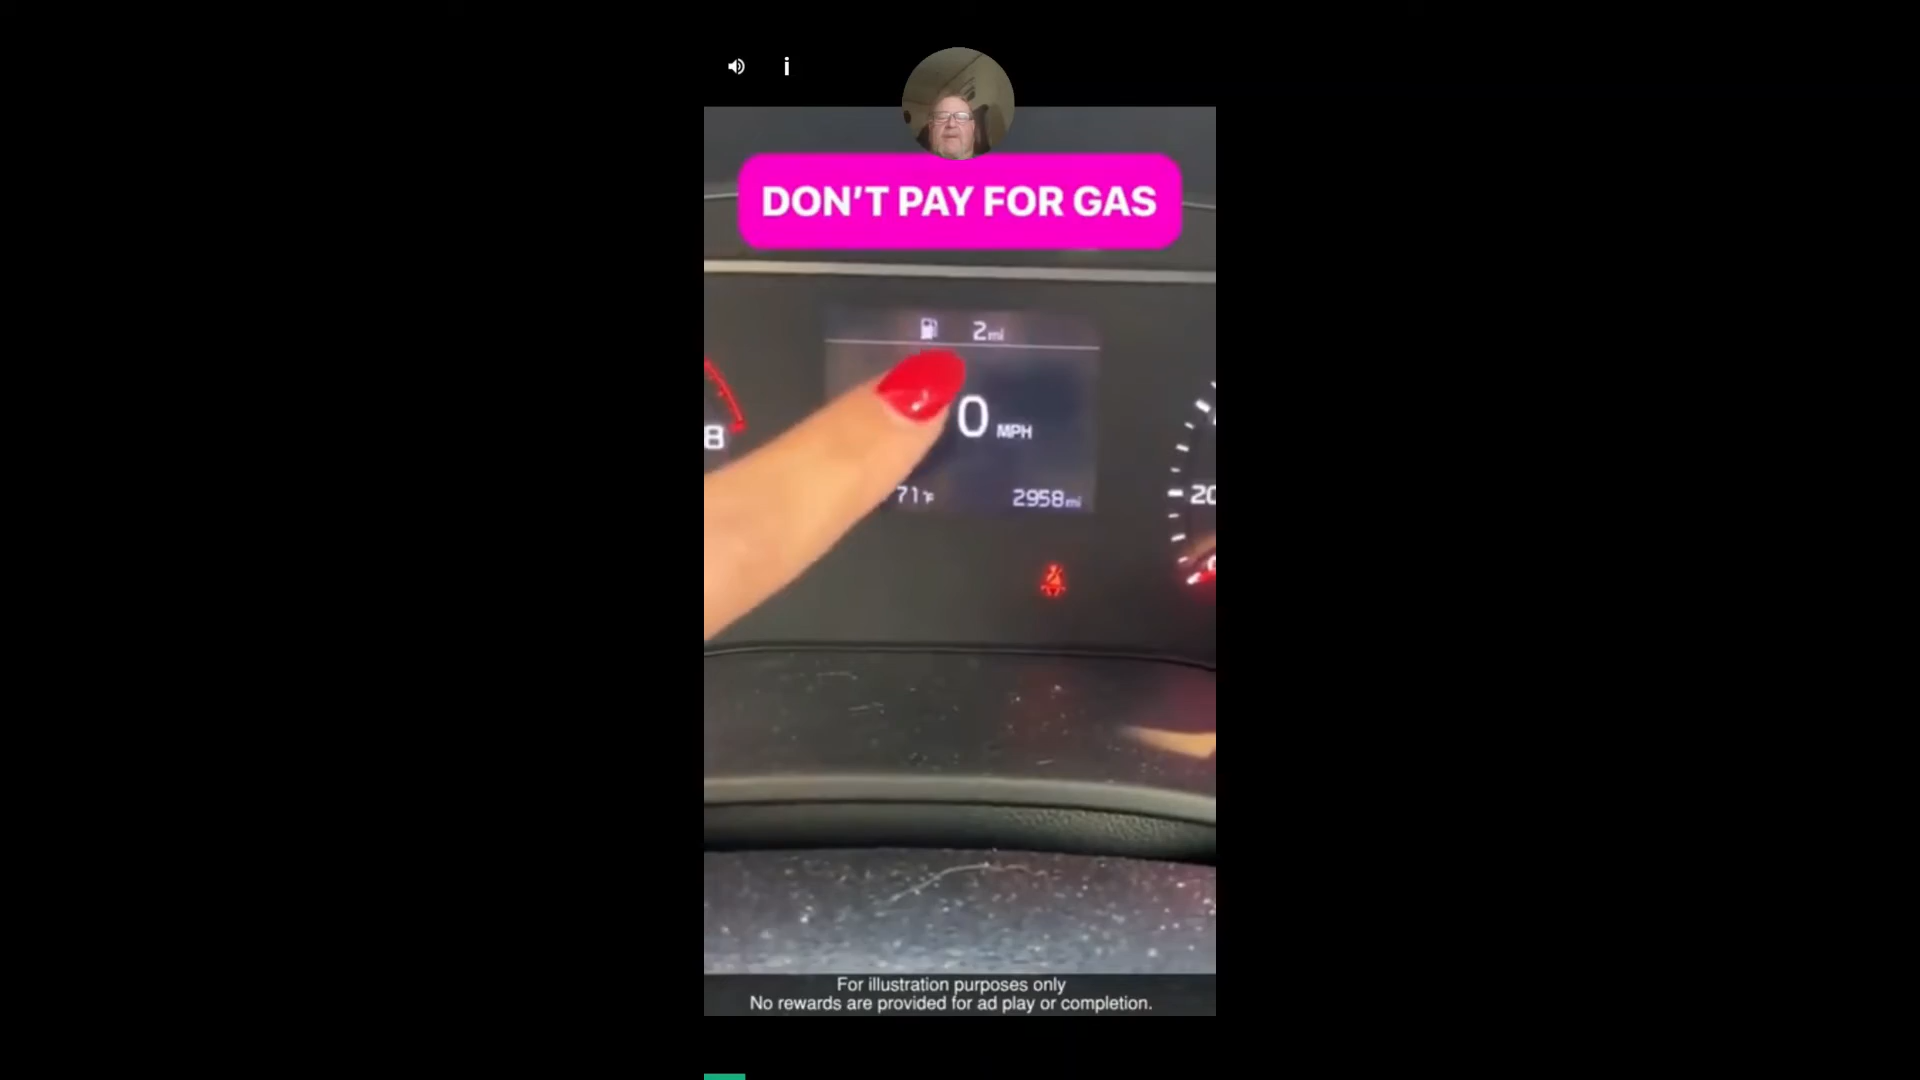 i
DON'T PAY FOR GAS
2mi
0 MPH
8
71°F
2958mi
20
For illustration purposes only
No rewards are provided for ad play or completion.